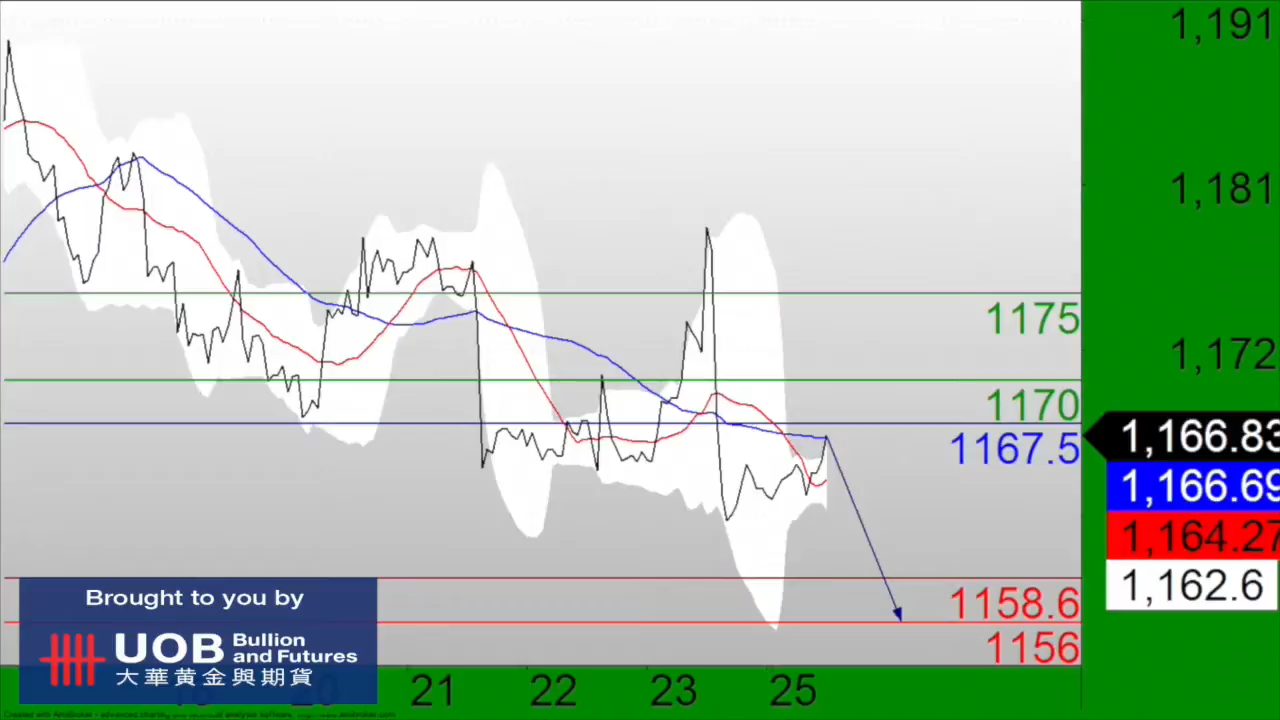 1,191
1,181
1175
1,172
1170
1167.5
1,166.83
1,166.69
1,164.27
1,162.6
1158.6
1156
Brought to you by
UOB Bullion
and Futures
大華黃金興期貨
20 21 22 23 25